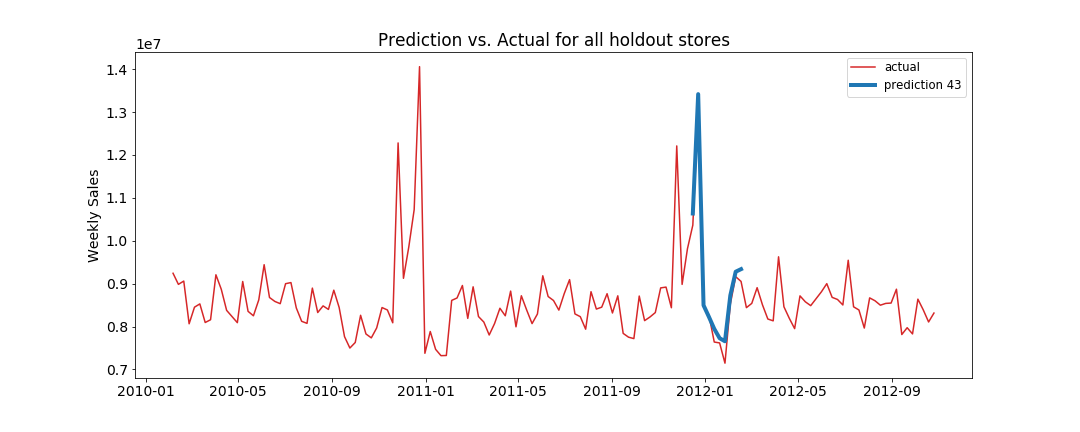 Prediction vs. Actual for all holdout stores
1e7
actual
prediction 43
Weekly Sales
1.4
1.3
1.2
1.1
1.0
0.9
0.8
0.7
2010-01 2010-05 2010-09 2011-01 2011-05 2011-09 2012-01 2012-05 2012-09